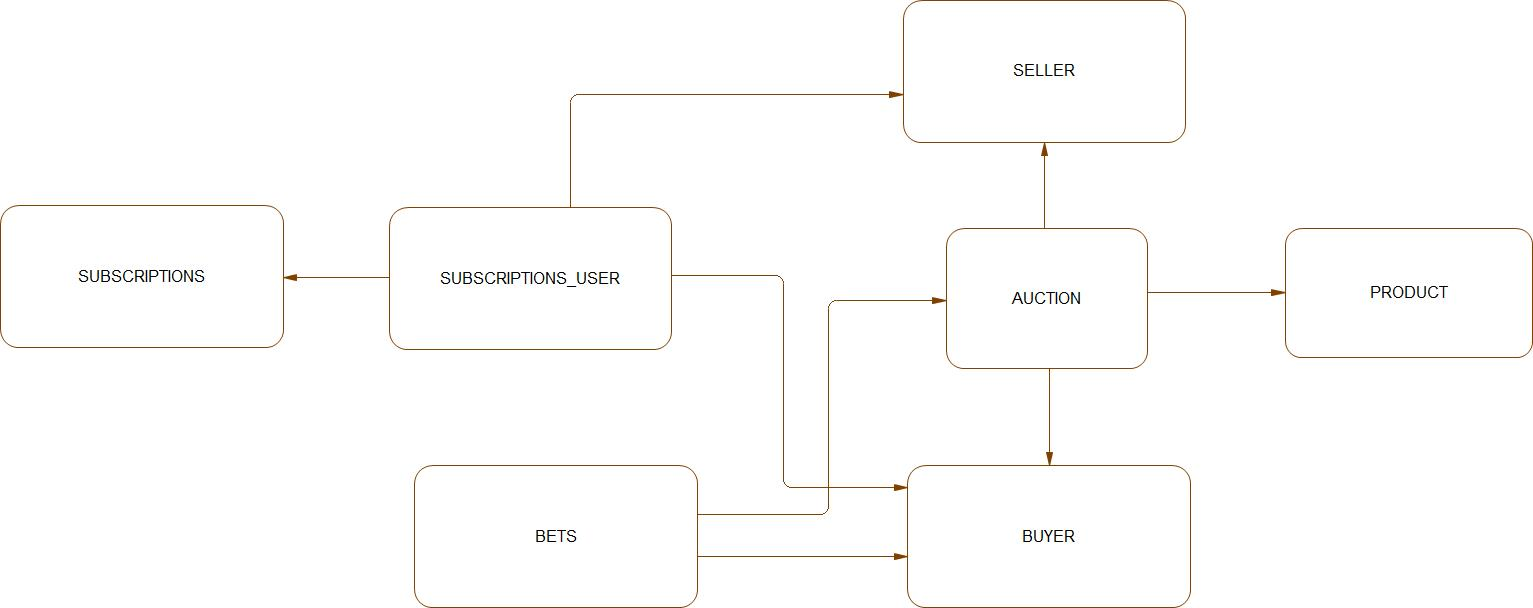 SELLER
SUBSCRIPTIONS
SUBSCRIPTIONS_USER
AUCTION
PRODUCT
BETS
BUYER